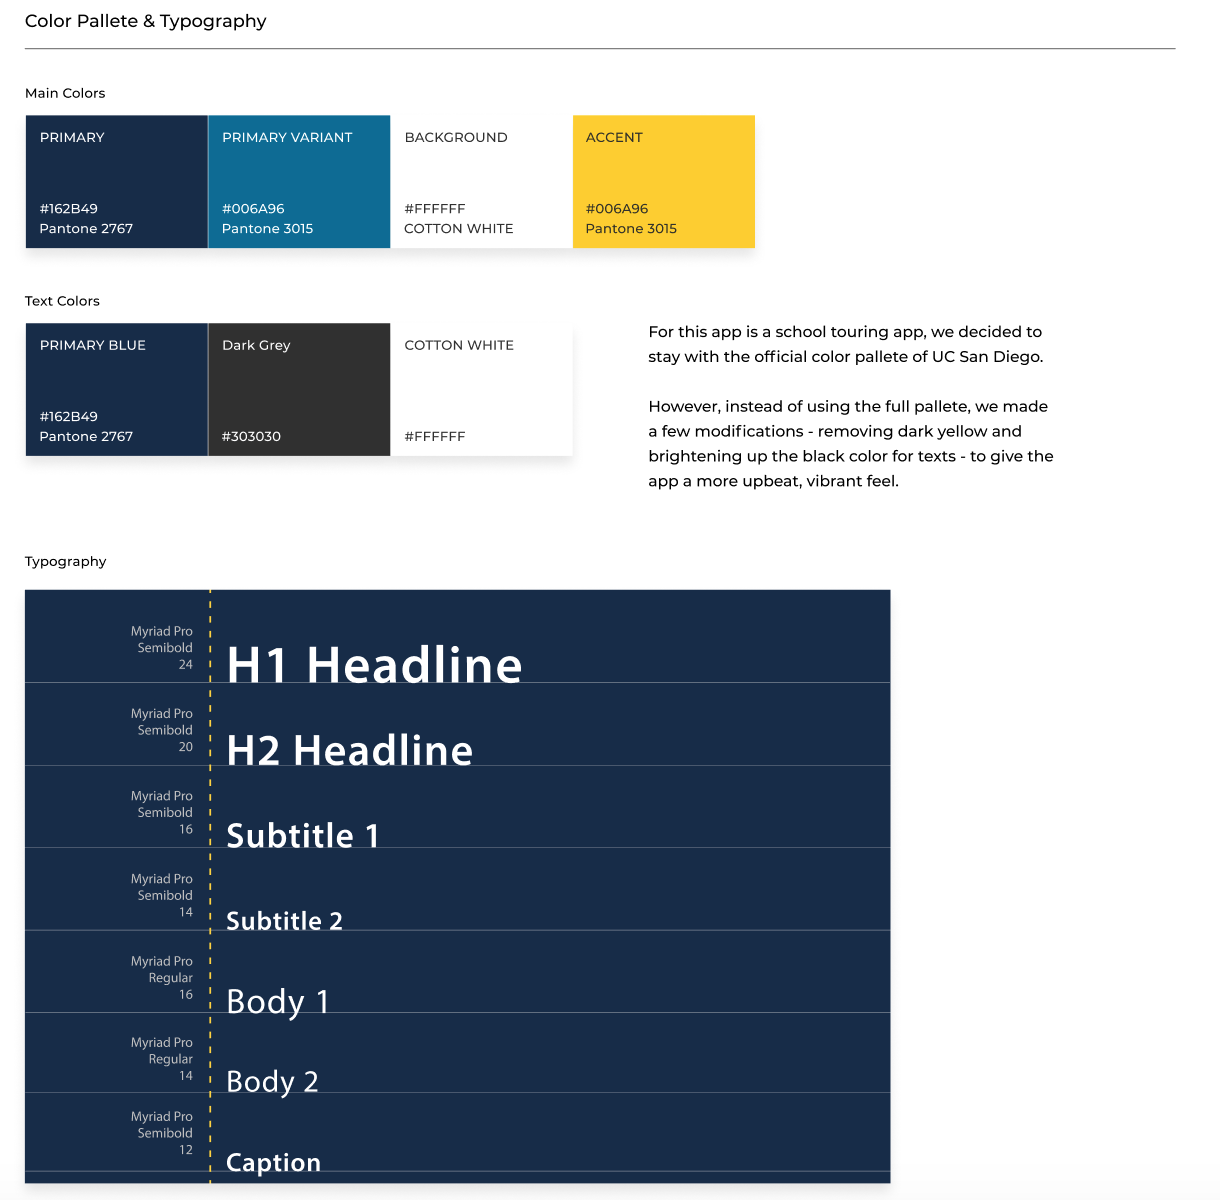 Color Pallete & Typography
Main Colors
PRIMARY
#162B49
Pantone 2767
PRIMARY VARIANT
#006A96
Pantone 3015
BACKGROUND
#FFFFFF
COTTON WHITE
ACCENT
#006A96
Pantone 3015
Text Colors
PRIMARY BLUE
#162B49
Pantone 2767
Dark Grey
#303030
COTTON WHITE
#FFFFFF
For this app is a school touring app, we decided to
stay with the official color pallete of UC San Diego.
However, instead of using the full pallete, we made
a few modifications - removing dark yellow and
brightening up the black color for texts - to give the
app a more upbeat, vibrant feel.
Typography
Myriad Pro
Semibold
24
H1 Headline
Myriad Pro
Semibold
20
H2 Headline
Myriad Pro
Semibold
16
Subtitle 1
Myriad Pro
Semibold
14
Subtitle 2
Myriad Pro
Regular
16
Body 1
Myriad Pro
Regular
14
Body 2
Myriad Pro
Semibold
12
Caption